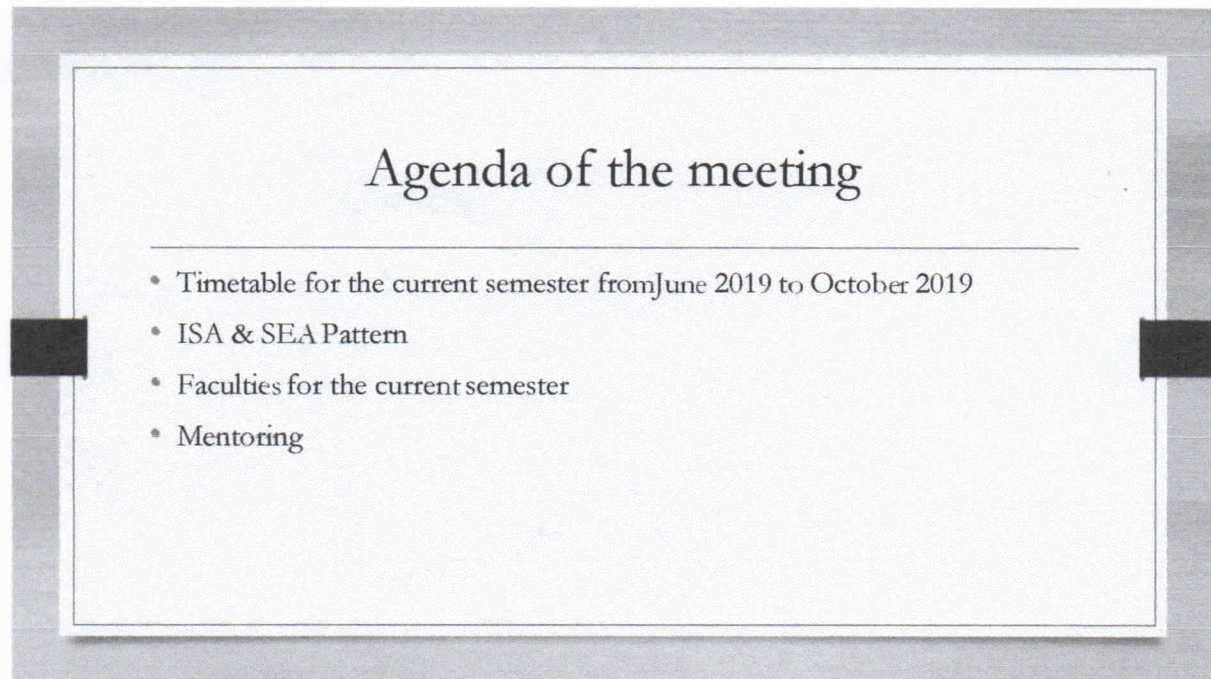 Agenda of the meeting
• Timetable for the current semester fromJune 2019 to October 2019
• ISA & SEA Pattern
• Faculties for the current semester
• Mentoring